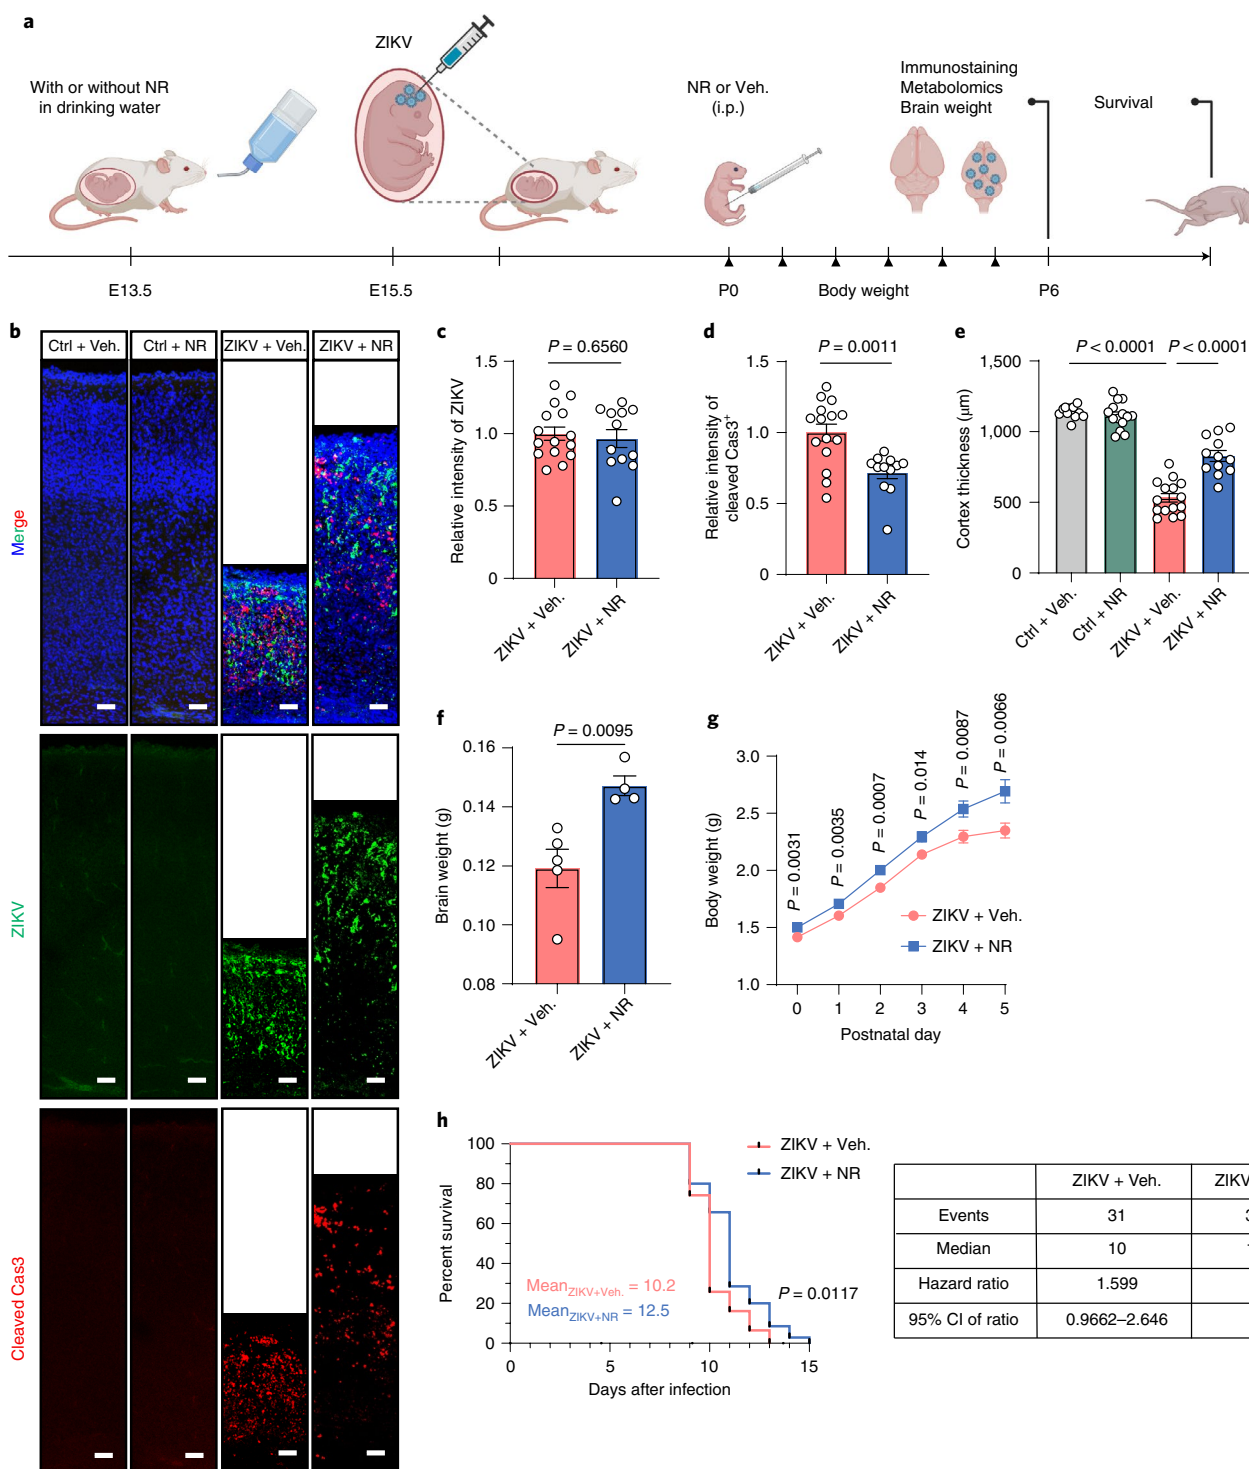 a
With or without NR
in drinking water
ZIKV
NR or Veh.
(i.p.)
Immunostaining
Metabolomics
Brain weight
Survival
E13.5
E15.5
P0
Body weight
P6
b
Ctrl + Veh.
Ctrl + NR
ZIKV + Veh.
ZIKV + NR
Merge
ZIKV
Cleaved Cas3
c
P = 0.6560
Relative intensity of ZIKV
1.5
1.0
0.5
0
ZIKV + Veh.
ZIKV + NR
d
P = 0.0011
Relative intensity of
cleaved Cas3+
1.5
1.0
0.5
0
ZIKV + Veh.
ZIKV + NR
e
P < 0.0001
P < 0.0001
Cortex thickness (μm)
1,500
1,000
500
0
Ctrl + Veh.
Ctrl + NR
ZIKV + Veh.
ZIKV + NR
f
P = 0.0095
Brain weight (g)
0.16
0.14
0.12
0.10
0.08
ZIKV + Veh.
ZIKV + NR
g
P = 0.0031
P = 0.0035
P = 0.0007
P = 0.014
P = 0.0087
P = 0.0066
Body weight (g)
3.0
2.5
2.0
1.5
1.0
ZIKV + Veh.
ZIKV + NR
0 1 2 3 4 5
Postnatal day
h
Percent survival
100
80
60
40
20
0
ZIKV + Veh.
ZIKV + NR
MeanZIKV+Veh. = 10.2
MeanZIKV+NR = 12.5
P = 0.0117
0 5 10 15
Days after infection
ZIKV + Veh. ZIKV
Events 31
Median 10
Hazard ratio 1.599
95% CI of ratio 0.9662–2.646